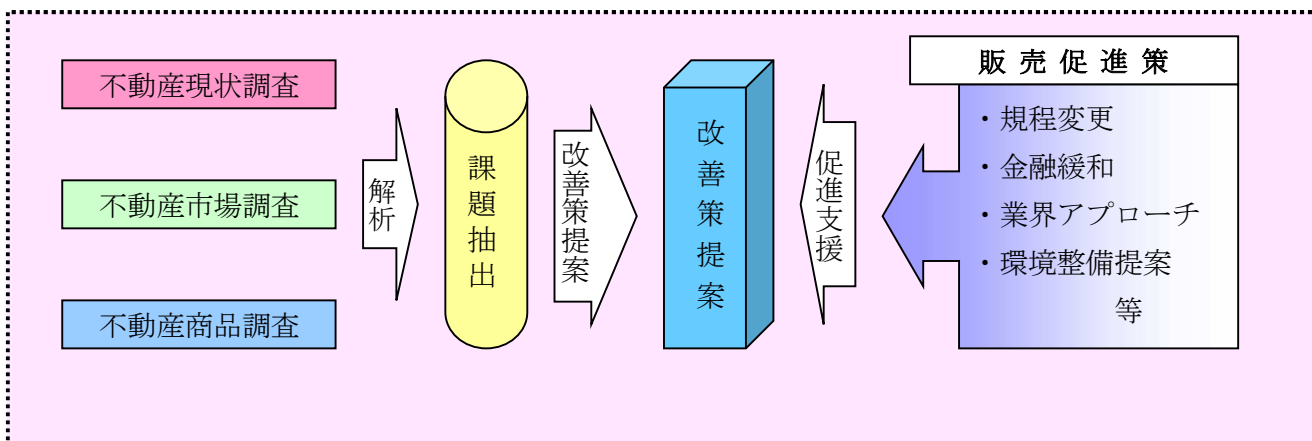 不動産現状調査
不動産市場調査
不動産商品調査
解析
課題抽出
改善策提案
改善策提案
促進支援
販売促進策
・規程変更
・金融緩和
・業界アプローチ
・環境整備提案
等